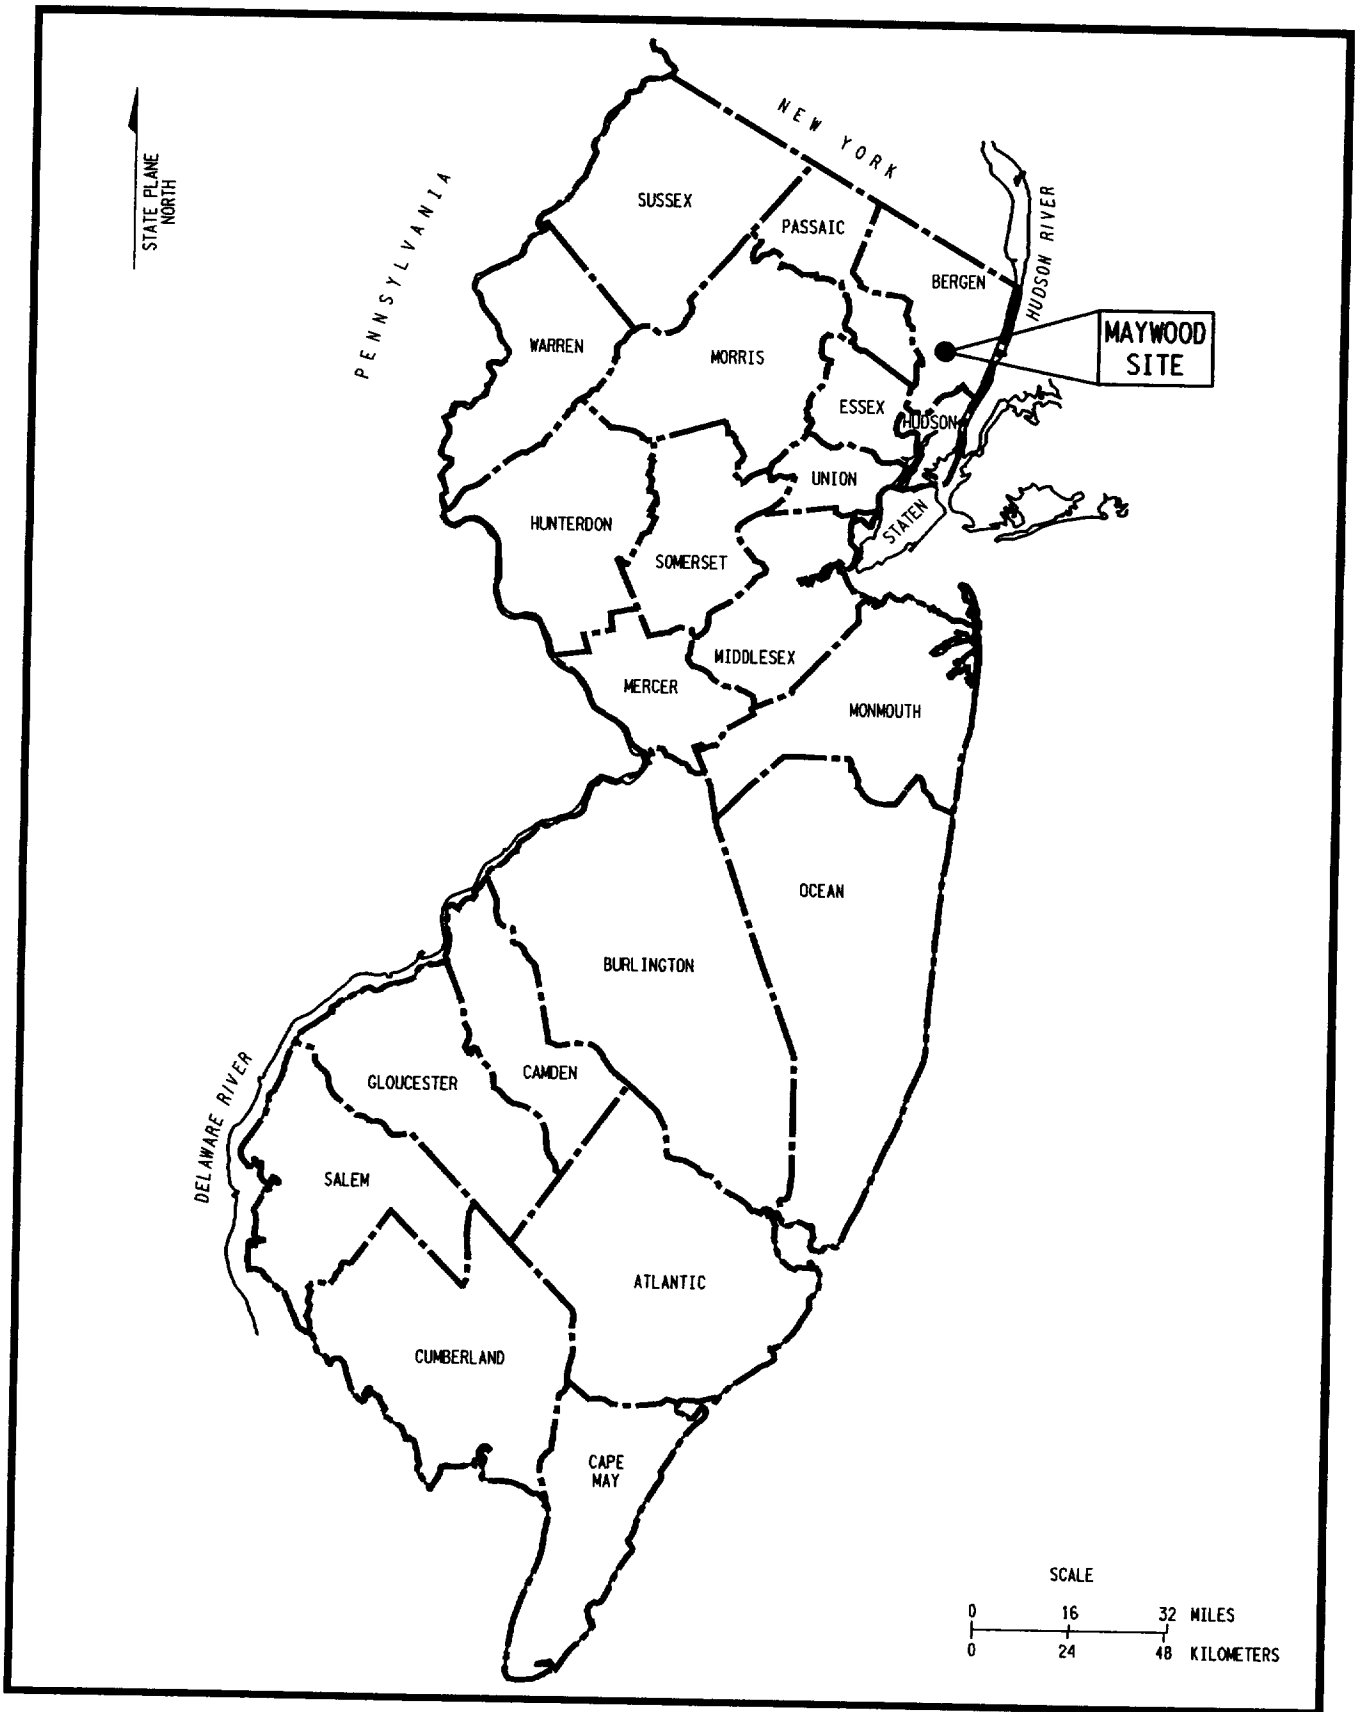 NEW YORK
STATE PLANE
NORTH
PENNSYLVANIA
SUSSEX
PASSAIC
HUDSON RIVER
BERGEN
MAYWOOD
SITE
WARREN
MORRIS
ESSEX
HUDSON
UNION
HUNTERDON
STATEN
SOMERSET
MIDDLESEX
MERCER
MONMOUTH
OCEAN
BURLINGTON
CAMDEN
GLOUCESTER
DELAWARE RIVER
SALEM
ATLANTIC
CUMBERLAND
CAPE
MAY
SCALE
0 16 32 MILES
0 24 48 KILOMETERS